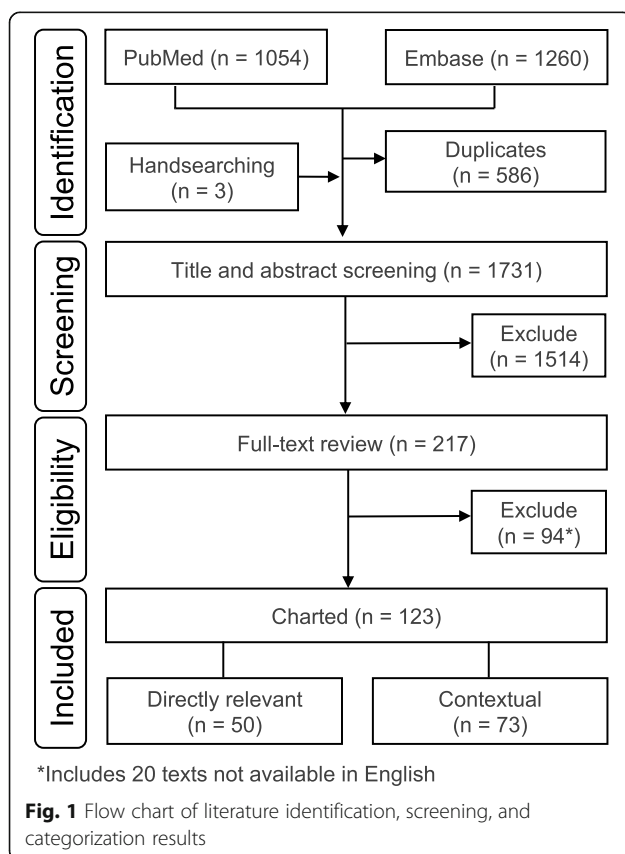 Identification
PubMed (n = 1054)
Embase (n = 1260)
Handsearching
(n = 3)
Duplicates
(n = 586)
Screening
Title and abstract screening (n = 1731)
Exclude
(n = 1514)
Eligibility
Full-text review (n = 217)
Exclude
(n = 94*)
Included
Charted (n = 123)
Directly relevant
(n = 50)
Contextual
(n = 73)
*Includes 20 texts not available in English
Fig. 1 Flow chart of literature identification, screening, and
categorization results